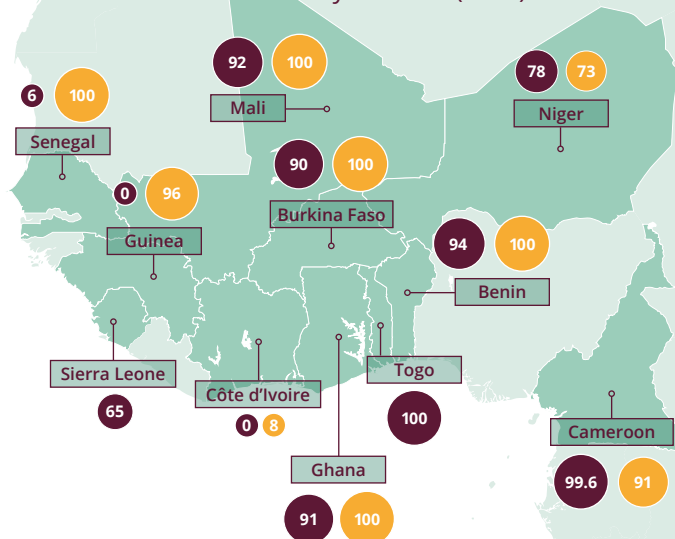 92 100
Mali
78 73
Niger
6 100
Senegal
90 100
Burkina Faso
0 96
Guinea
94 100
Benin
Sierra Leone
65
Côte d'Ivoire
0 8
Togo
100
Ghana
91 100
Cameroon
99.6 91